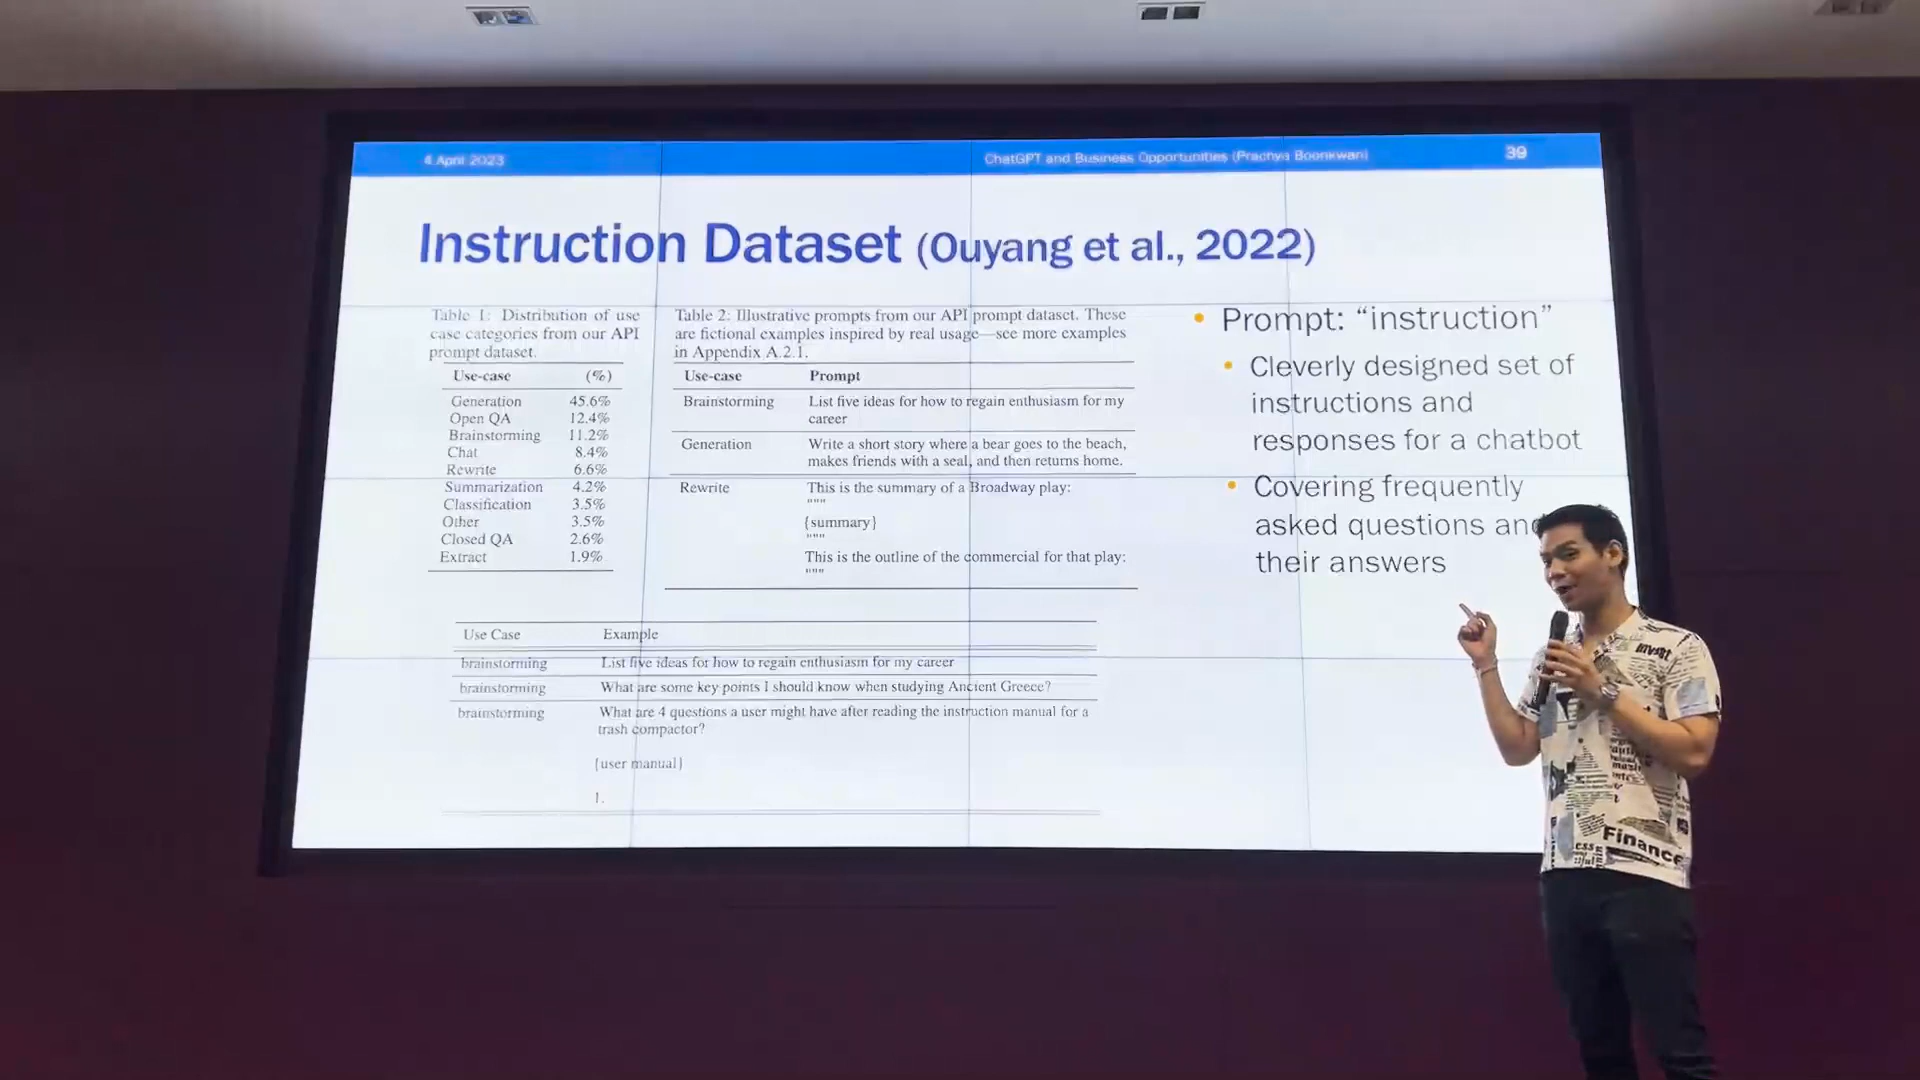 4 April 2023
ChatGPT and Business Opportunities (Prachya Boonkwan)
39
Instruction Dataset (Ouyang et al., 2022)
Table 1: Distribution of use
case categories from our API
prompt dataset.
Use-case (%)
Generation 45.6%
Open QA 12.4%
Brainstorming 11.2%
Chat 8.4%
Rewrite 6.6%
Summarization 4.2%
Classification 3.5%
Other 3.5%
Closed QA 2.6%
Extract 1.9%
Table 2: Illustrative prompts from our API prompt dataset. These
are fictional examples inspired by real usage—see more examples
in Appendix A.2.1.
Use-case Prompt
Brainstorming List five ideas for how to regain enthusiasm for my
career
Generation Write a short story where a bear goes to the beach,
makes friends with a seal, and then returns home.
Rewrite This is the summary of a Broadway play:
"""
{summary}
"""
This is the outline of the commercial for that play:
"""
Use Case Example
brainstorming List five ideas for how to regain enthusiasm for my career
brainstorming What are some key points I should know when studying Ancient Greece?
brainstorming What are 4 questions a user might have after reading the instruction manual for a
trash compactor?
{user manual}
1.
• Prompt: “instruction”
• Cleverly designed set of
instructions and
responses for a chatbot
• Covering frequently
asked questions and
their answers
Invest
Finance